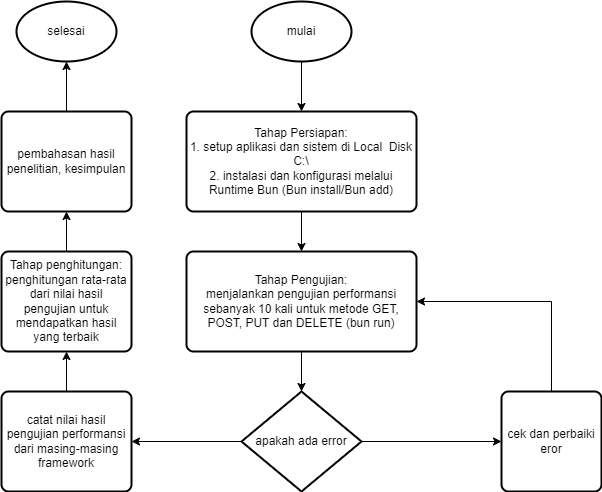 selesai
mulai
Tahap Persiapan:
1. setup aplikasi dan sistem di Local Disk
C:\
2. instalasi dan konfigurasi melalui
Runtime Bun (Bun install/Bun add)
pembahasan hasil
penelitian, kesimpulan
Tahap penghitungan:
penghitungan rata-rata
dari nilai hasil
pengujian untuk
mendapatkan hasil
yang terbaik
Tahap Pengujian:
menjalankan pengujian performansi
sebanyak 10 kali untuk metode GET,
POST, PUT dan DELETE (bun run)
catat nilai hasil
pengujian performansi
dari masing-masing
framework
apakah ada error
cek dan perbaiki
eror